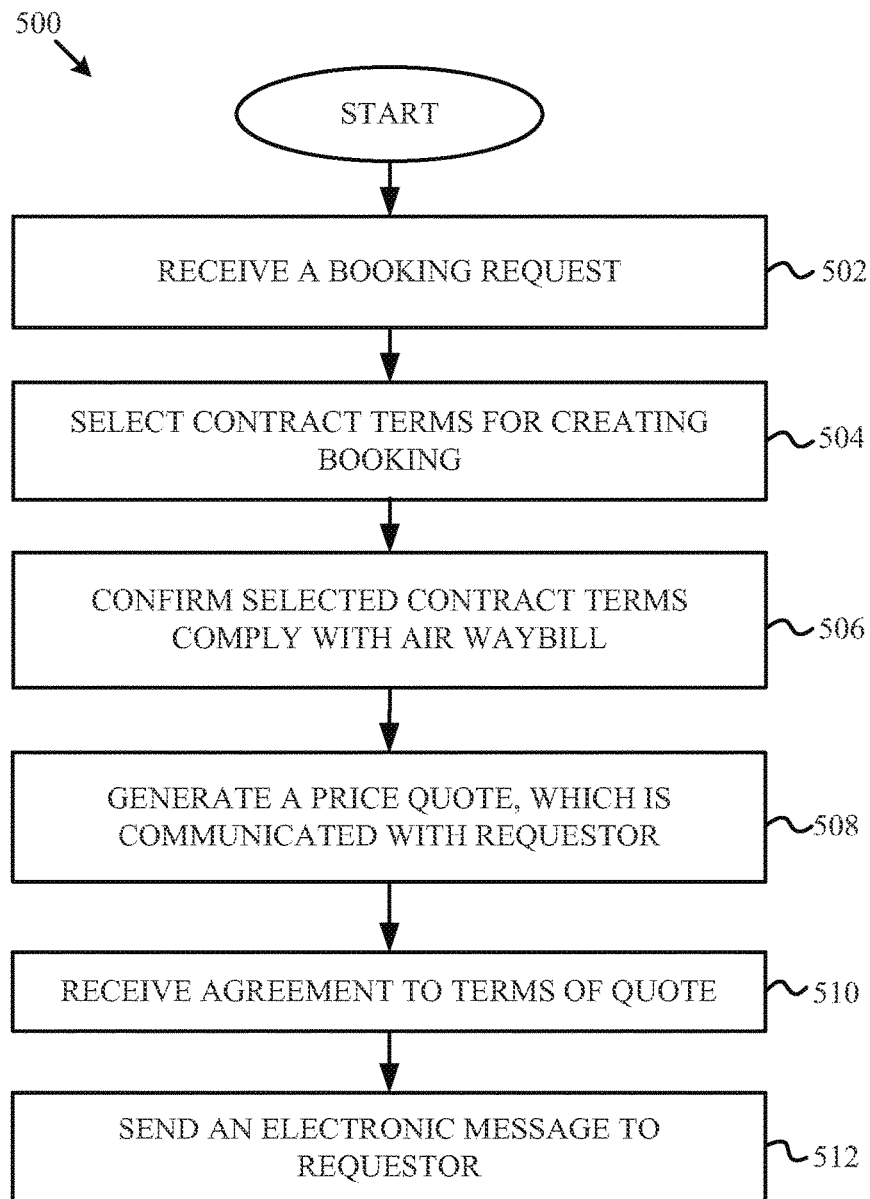 500
START
RECEIVE A BOOKING REQUEST
502
SELECT CONTRACT TERMS FOR CREATING
BOOKING
504
CONFIRM SELECTED CONTRACT TERMS
COMPLY WITH AIR WAYBILL
506
GENERATE A PRICE QUOTE, WHICH IS
COMMUNICATED WITH REQUESTOR
508
RECEIVE AGREEMENT TO TERMS OF QUOTE
510
SEND AN ELECTRONIC MESSAGE TO
REQUESTOR
512